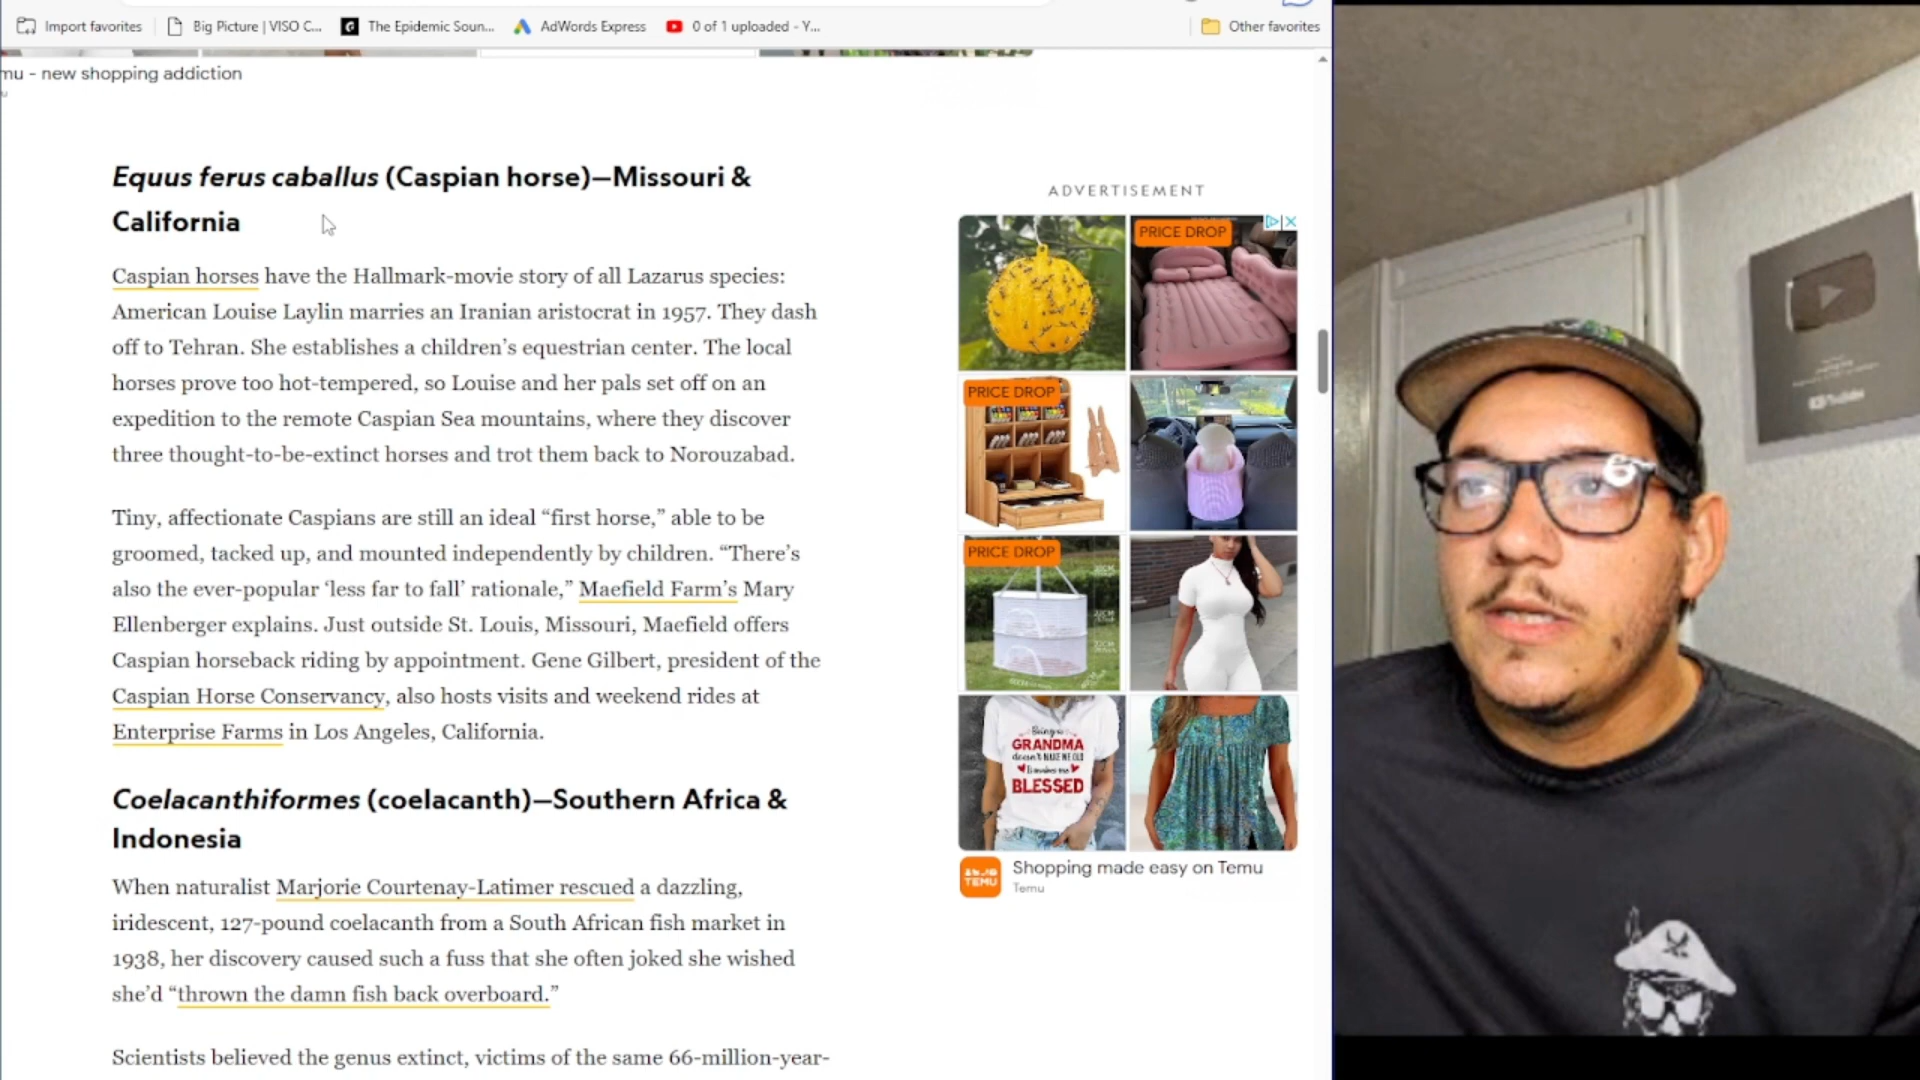 Import favorites
Big Picture | VISO C...
The Epidemic Soun...
AdWords Express
0 of 1 uploaded - Y...
Other favorites
mu - new shopping addiction
Equus ferus caballus (Caspian horse)—Missouri &
California
Caspian horses have the Hallmark-movie story of all Lazarus species:
American Louise Laylin marries an Iranian aristocrat in 1957. They dash
off to Tehran. She establishes a children’s equestrian center. The local
horses prove too hot-tempered, so Louise and her pals set off on an
expedition to the remote Caspian Sea mountains, where they discover
three thought-to-be-extinct horses and trot them back to Norouzabad.
Tiny, affectionate Caspians are still an ideal “first horse,” able to be
groomed, tacked up, and mounted independently by children. “There’s
also the ever-popular ‘less far to fall’ rationale,” Maefield Farm’s Mary
Ellenberger explains. Just outside St. Louis, Missouri, Maefield offers
Caspian horseback riding by appointment. Gene Gilbert, president of the
Caspian Horse Conservancy, also hosts visits and weekend rides at
Enterprise Farms in Los Angeles, California.
Coelacanthiformes (coelacanth)—Southern Africa &
Indonesia
When naturalist Marjorie Courtenay-Latimer rescued a dazzling,
iridescent, 127-pound coelacanth from a South African fish market in
1938, her discovery caused such a fuss that she often joked she wished
she’d “thrown the damn fish back overboard.”
Scientists believed the genus extinct, victims of the same 66-million-year-
ADVERTISEMENT
PRICE DROP
PRICE DROP
PRICE DROP
Being a
GRANDMA
doesn't MAKE ME OLD
It makes me
BLESSED
TEMU
Shopping made easy on Temu
Temu
YouTube